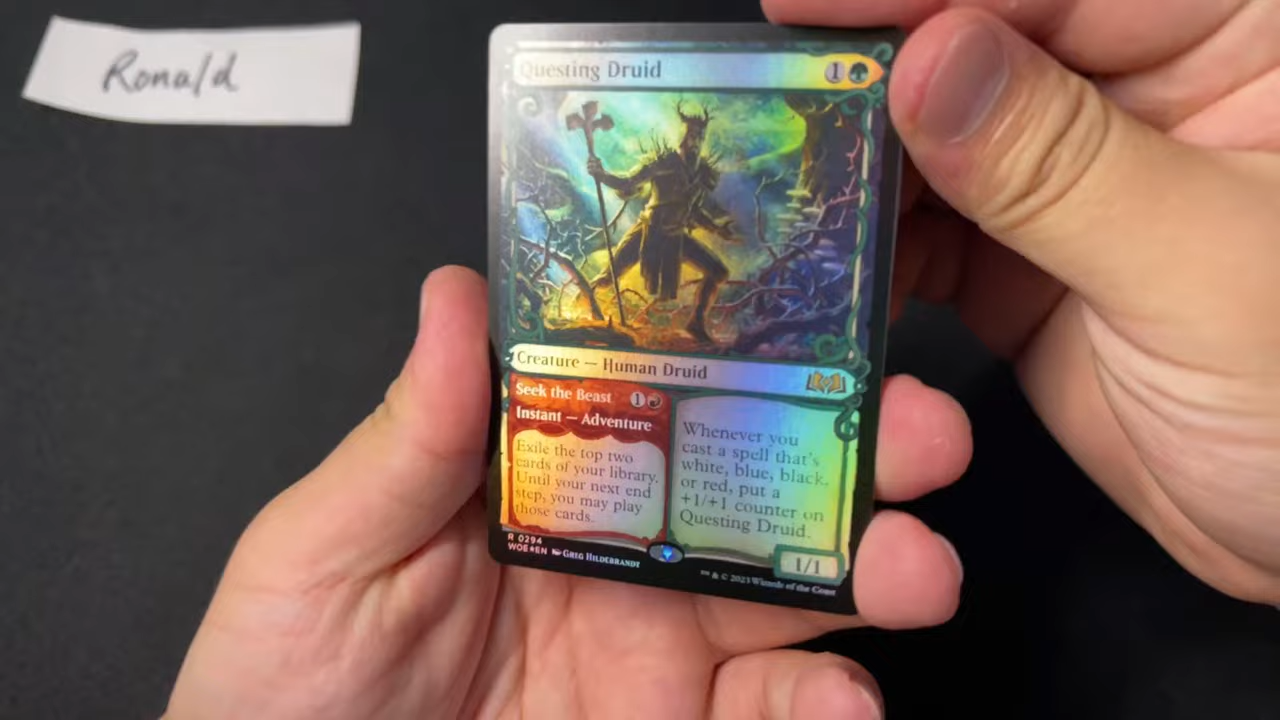 Ronald
Questing Druid 1
Creature — Human Druid
Seek the Beast 1
Instant — Adventure
Exile the top two
cards of your library.
Until your next end
step, you may play
those cards.
Whenever you
cast a spell that's
white, blue, black,
or red, put a
+1/+1 counter on
Questing Druid.
1/1
R 0294
WOE★EN Greg Hildebrandt
™ & © 2023 Wizards of the Coast